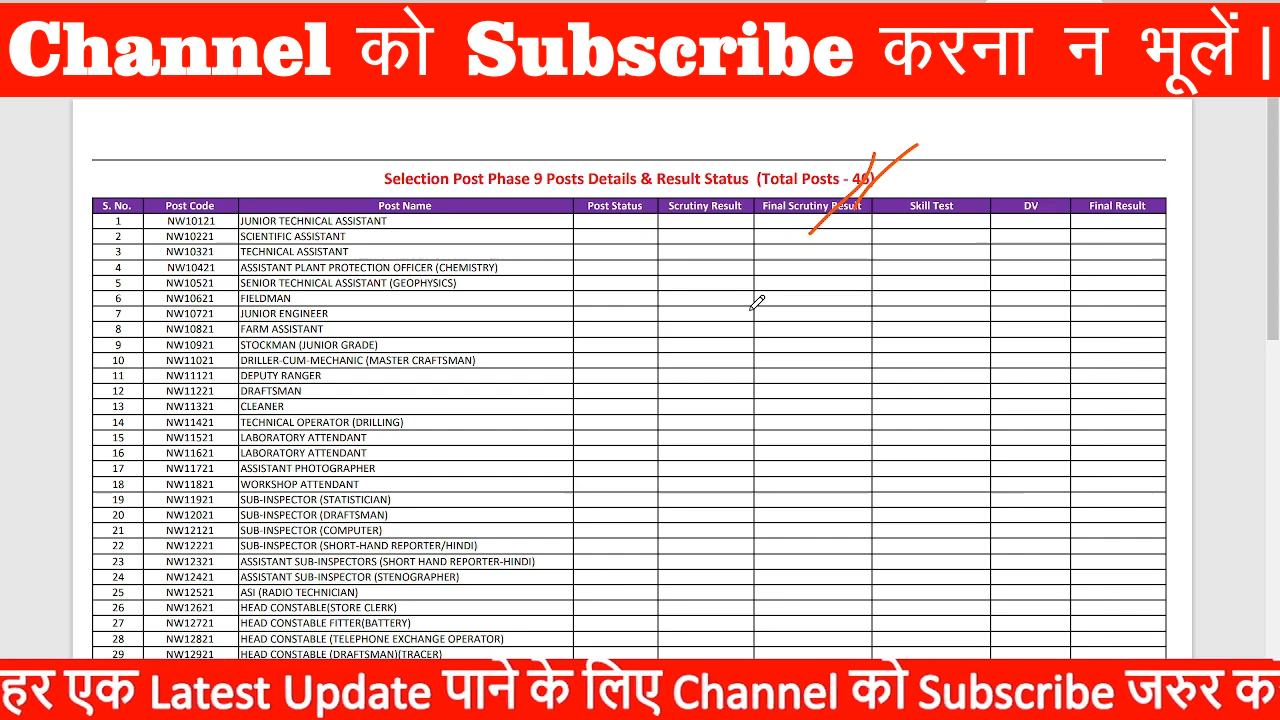 Channel को Subscribe करना न भूलें।
Selection Post Phase 9 Posts Details & Result Status (Total Posts - 46)
S. No. Post Code Post Name Post Status Scrutiny Result Final Scrutiny Result Skill Test DV Final Result
1 NW10121 JUNIOR TECHNICAL ASSISTANT
2 NW10221 SCIENTIFIC ASSISTANT
3 NW10321 TECHNICAL ASSISTANT
4 NW10421 ASSISTANT PLANT PROTECTION OFFICER (CHEMISTRY)
5 NW10521 SENIOR TECHNICAL ASSISTANT (GEOPHYSICS)
6 NW10621 FIELDMAN
7 NW10721 JUNIOR ENGINEER
8 NW10821 FARM ASSISTANT
9 NW10921 STOCKMAN (JUNIOR GRADE)
10 NW11021 DRILLER-CUM-MECHANIC (MASTER CRAFTSMAN)
11 NW11121 DEPUTY RANGER
12 NW11221 DRAFTSMAN
13 NW11321 CLEANER
14 NW11421 TECHNICAL OPERATOR (DRILLING)
15 NW11521 LABORATORY ATTENDANT
16 NW11621 LABORATORY ATTENDANT
17 NW11721 ASSISTANT PHOTOGRAPHER
18 NW11821 WORKSHOP ATTENDANT
19 NW11921 SUB-INSPECTOR (STATISTICIAN)
20 NW12021 SUB-INSPECTOR (DRAFTSMAN)
21 NW12121 SUB-INSPECTOR (COMPUTER)
22 NW12221 SUB-INSPECTOR (SHORT-HAND REPORTER/HINDI)
23 NW12321 ASSISTANT SUB-INSPECTORS (SHORT HAND REPORTER-HINDI)
24 NW12421 ASSISTANT SUB-INSPECTOR (STENOGRAPHER)
25 NW12521 ASI (RADIO TECHNICIAN)
26 NW12621 HEAD CONSTABLE(STORE CLERK)
27 NW12721 HEAD CONSTABLE FITTER(BATTERY)
28 NW12821 HEAD CONSTABLE (TELEPHONE EXCHANGE OPERATOR)
29 NW12921 HEAD CONSTABLE (DRAFTSMAN)(TRACER)
हर एक Latest Update पाने के लिए Channel को Subscribe जरुर क